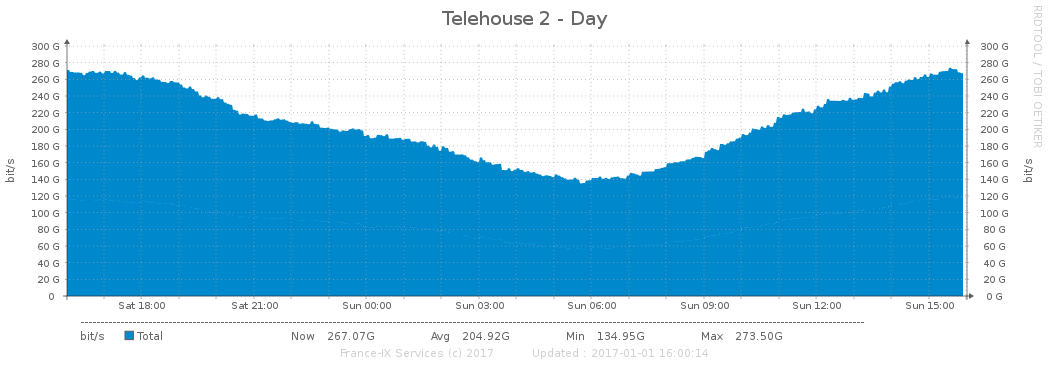 Telehouse 2 - Day
RRDTOOL / TOBI OETIKER
bit/s
300 G 300 G
280 G 280 G
260 G 260 G
240 G 240 G
220 G 220 G
200 G 200 G
180 G 180 G
160 G 160 G
140 G 140 G
120 G 120 G
100 G 100 G
80 G 80 G
60 G 60 G
40 G 40 G
20 G 20 G
0 0 G
bit/s
Sat 18:00 Sat 21:00 Sun 00:00 Sun 03:00 Sun 06:00 Sun 09:00 Sun 12:00 Sun 15:00
bit/s Total Now 267.07G Avg 204.92G Min 134.95G Max 273.50G
France-IX Services (c) 2017 Updated : 2017-01-01 16:00:14